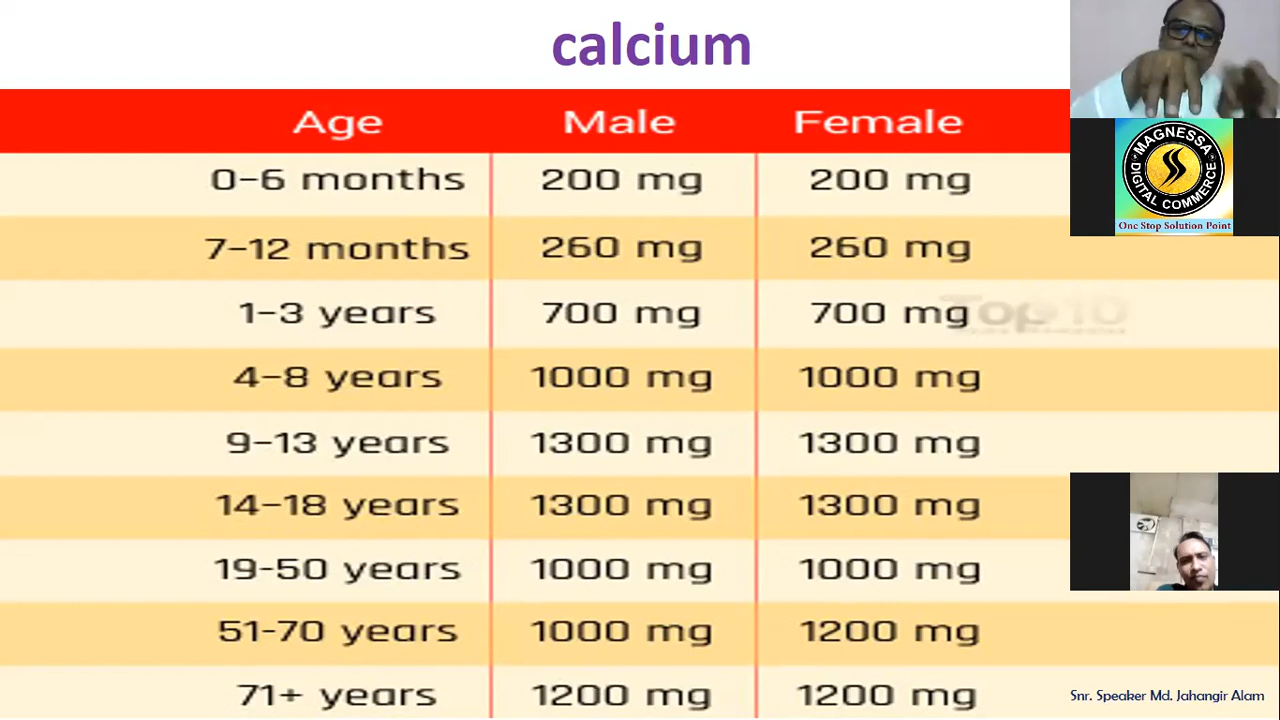 calcium
Age Male Female
0-6 months 200 mg 200 mg
7-12 months 260 mg 260 mg
1-3 years 700 mg 700 mg
Top10
4-8 years 1000 mg 1000 mg
9-13 years 1300 mg 1300 mg
14-18 years 1300 mg 1300 mg
19-50 years 1000 mg 1000 mg
51-70 years 1000 mg 1200 mg
71+ years 1200 mg 1200 mg
MAGNESSA
DIGITAL COMMERCE
One Stop Solution Point
Snr. Speaker Md. Jahangir Alam